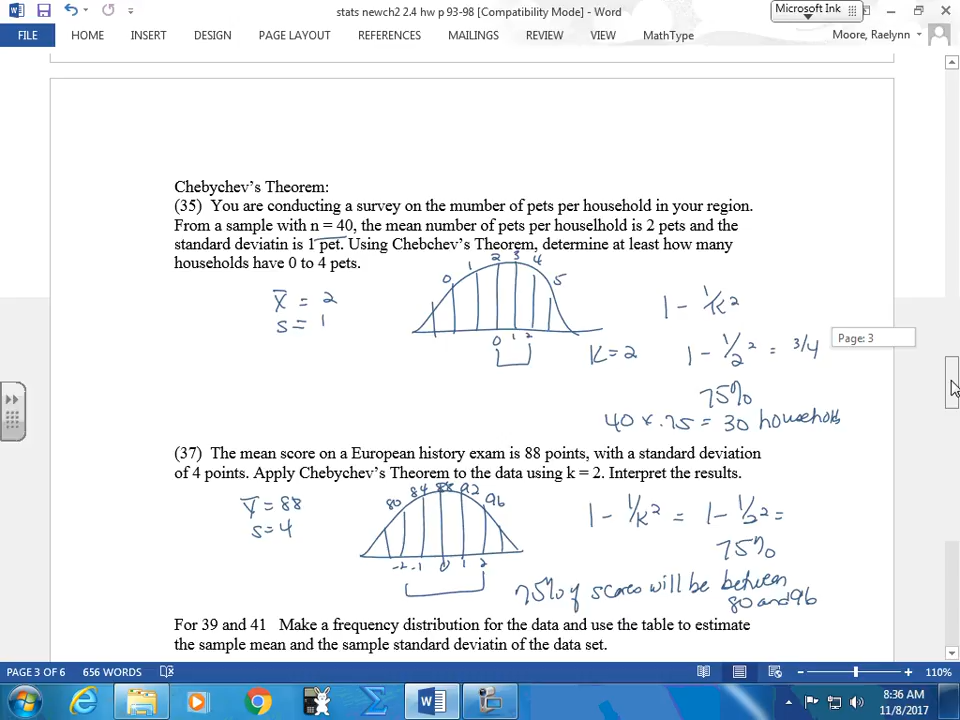 stats newch2 2.4 hw p 93-98 [Compatibility Mode] - Word
Microsoft Ink
FILE HOME INSERT DESIGN PAGE LAYOUT REFERENCES MAILINGS REVIEW VIEW MathType Moore, Raelynn
Chebychev's Theorem:
(35) You are conducting a survey on the mumber of pets per household in your region.
From a sample with n = 40, the mean number of pets per houselhold is 2 pets and the
standard deviatin is 1 pet. Using Chebchev's Theorem, determine at least how many
households have 0 to 4 pets.
0 1 2 3 4 5
x̅ = 2
s = 1
0 1 2
K = 2
1 - 1/K²
1 - 1/2² = 3/4
75%
40 × .75 = 30 households
Page: 3
(37) The mean score on a European history exam is 88 points, with a standard deviation
of 4 points. Apply Chebychev's Theorem to the data using k = 2. Interpret the results.
80 84 88 92 96
x̅ = 88
s = 4
-2 -1 0 1 2
1 - 1/K² = 1 - 1/2² =
75%
75% of scores will be between
80 and 96
For 39 and 41 Make a frequency distribution for the data and use the table to estimate
the sample mean and the sample standard deviatin of the data set.
PAGE 3 OF 6 656 WORDS 110%
8:36 AM
11/8/2017